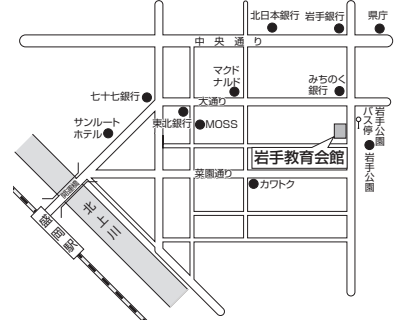 北日本銀行
岩手銀行
県庁
中央通り
マクド
ナルド
みちのく
銀行
七十七銀行
大通り
岩手公園
バス停
サンルート
ホテル
東北銀行
MOSS
岩手教育会館
岩手公園
菜園通り
カワトク
開運橋
北上川
盛岡駅